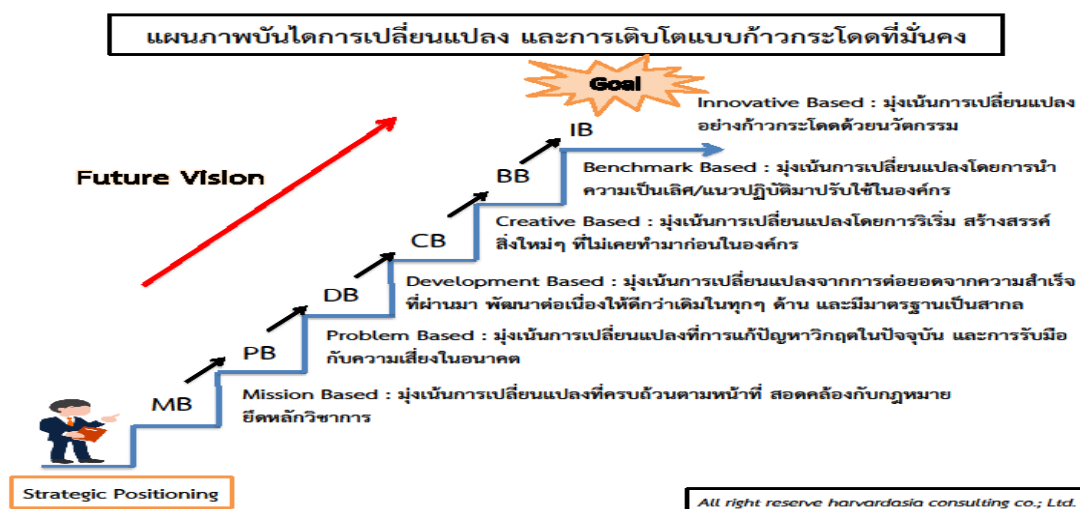 แผนภาพบันไดการเปลี่ยนแปลง และการเติบโตแบบก้าวกระโดดที่มั่นคง
Goal
Innovative Based : มุ่งเน้นการเปลี่ยนแปลง
อย่างก้าวกระโดดด้วยนวัตกรรม
IB
Benchmark Based : มุ่งเน้นการเปลี่ยนแปลงโดยการนำ
ความเป็นเลิศ/แนวปฏิบัติมาปรับใช้ในองค์กร
BB
Future Vision
Creative Based : มุ่งเน้นการเปลี่ยนแปลงโดยการริเริ่ม สร้างสรรค์
สิ่งใหม่ๆ ที่ไม่เคยทำมาก่อนในองค์กร
CB
Development Based : มุ่งเน้นการเปลี่ยนแปลงจากการต่อยอดจากความสำเร็จ
ที่ผ่านมา พัฒนาต่อเนื่องให้ดีกว่าเดิมในทุกๆ ด้าน และมีมาตรฐานเป็นสากล
DB
Problem Based : มุ่งเน้นการเปลี่ยนแปลงที่การแก้ปัญหาวิกฤตในปัจจุบัน และการรับมือ
กับความเสี่ยงในอนาคต
PB
Mission Based : มุ่งเน้นการเปลี่ยนแปลงที่ครบถ้วนตามหน้าที่ สอดคล้องกับกฎหมาย
ยึดหลักวิชาการ
MB
Strategic Positioning
All right reserve harvardasia consulting co.; Ltd.